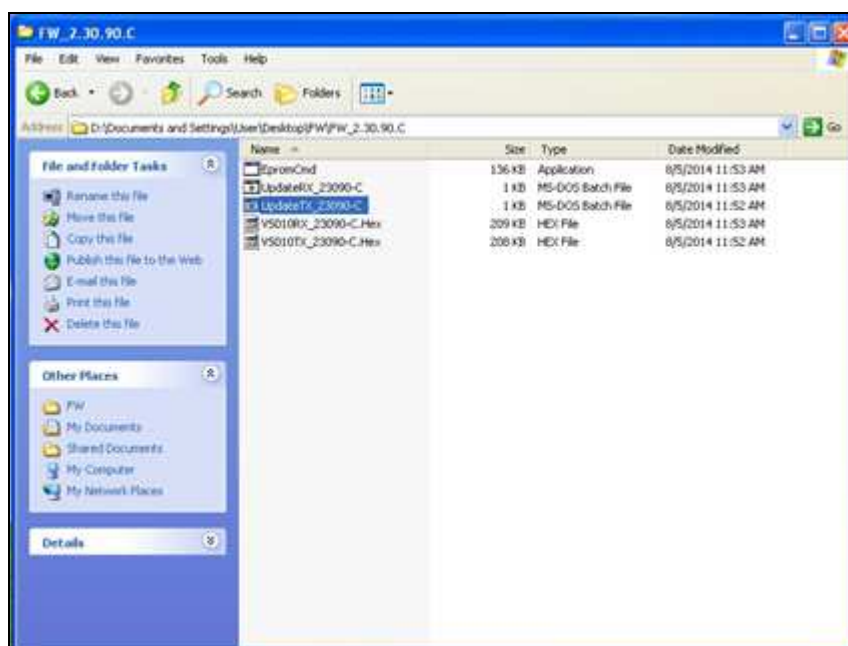 FW_2.30.90.C
File Edit View Favorites Tools Help
Back Search Folders
Address D:\Documents and Settings\User\Desktop\FW\FW_2.30.90.C Go
Name Size Type Date Modified
EpromCmd 136 KB Application 8/5/2014 11:53 AM
UpdateRX_23090-C 1 KB MS-DOS Batch File 8/5/2014 11:53 AM
UpdateTX_23090-C 1 KB MS-DOS Batch File 8/5/2014 11:52 AM
VS010RX_23090-C.Hex 209 KB HEX File 8/5/2014 11:53 AM
VS010TX_23090-C.Hex 208 KB HEX File 8/5/2014 11:52 AM
File and Folder Tasks
Rename this file
Move this file
Copy this file
Publish this file to the Web
E-mail this file
Print this file
Delete this file
Other Places
FW
My Documents
Shared Documents
My Computer
My Network Places
Details